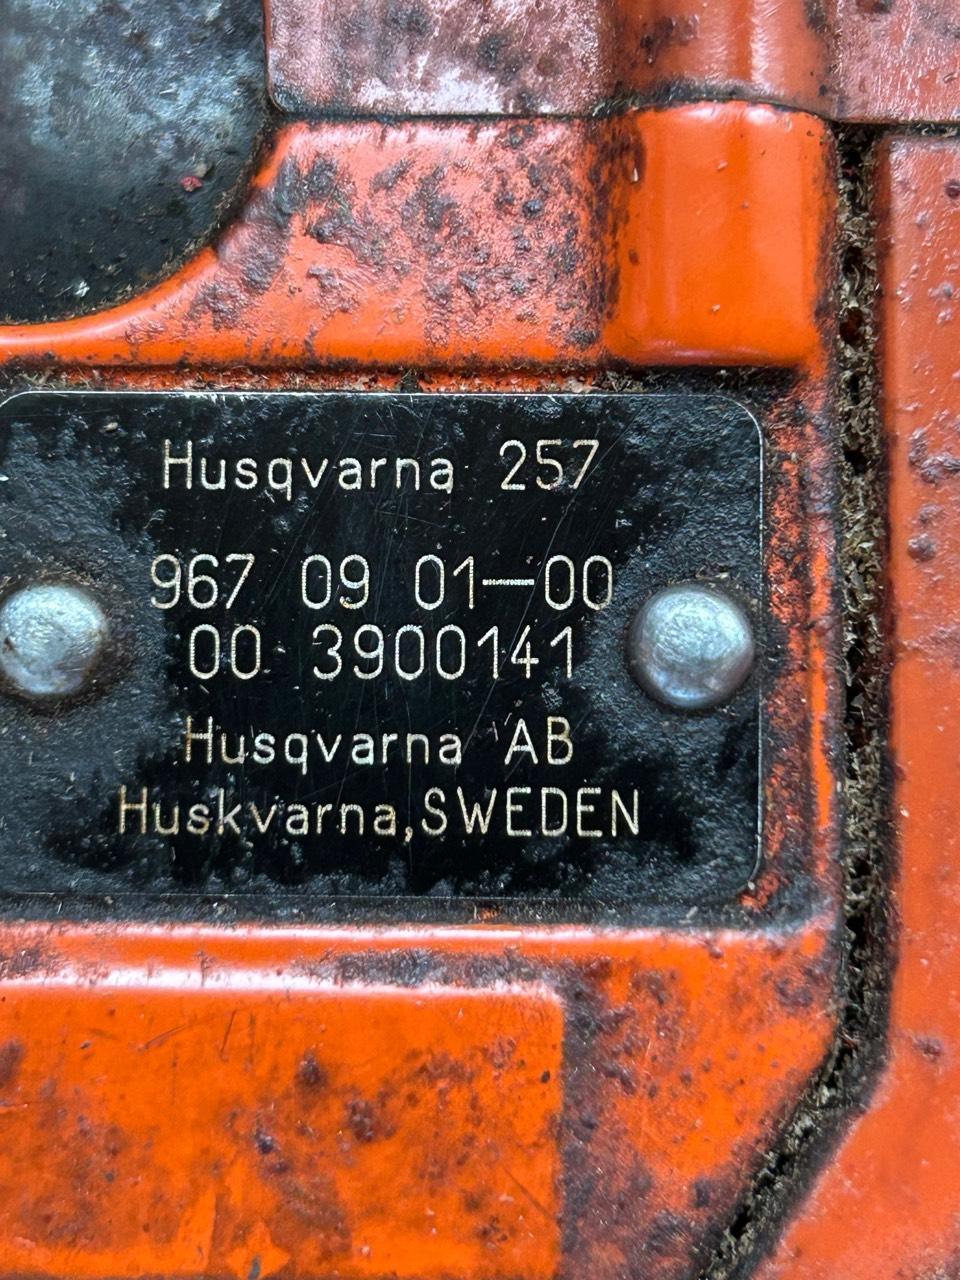 Husqvarna 257
967 09 01-00
00 3900141
Husqvarna AB
Huskvarna,SWEDEN